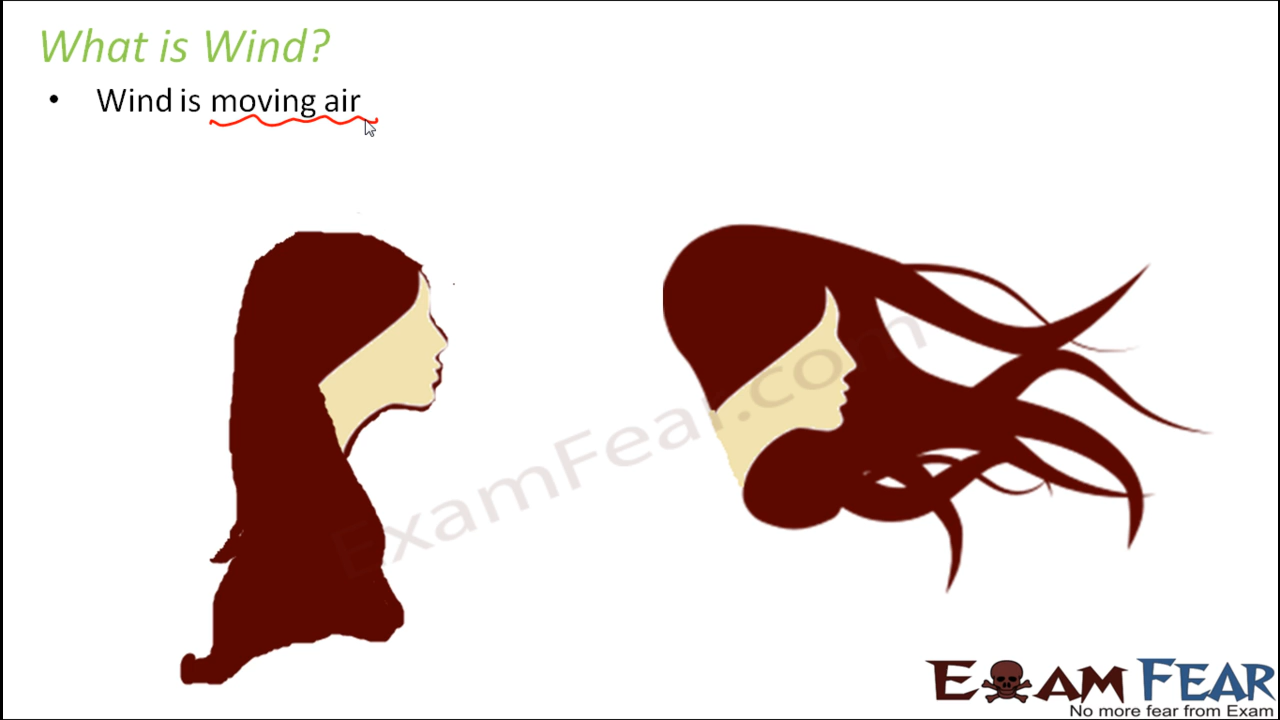 What is Wind?
• Wind is moving air
ExamFear.com
EXAM FEAR
No more fear from Exam